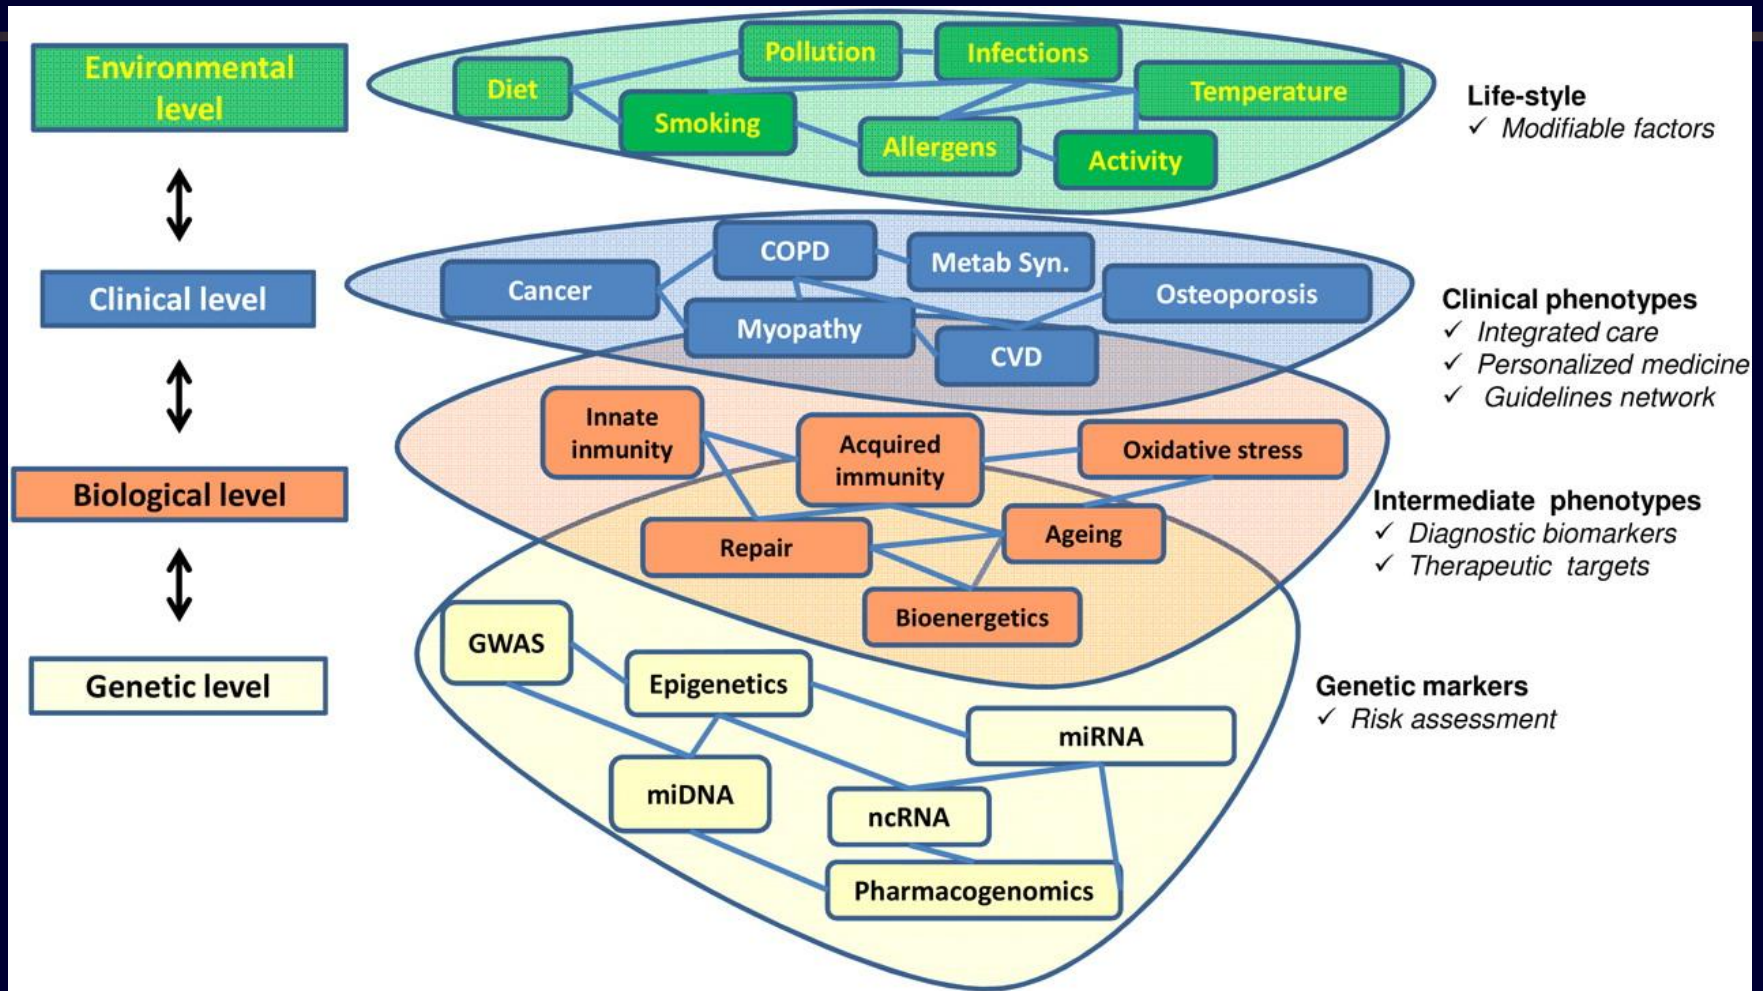 Environmental
level
Pollution
Infections
Diet
Temperature
Smoking
Allergens
Activity
Life-style
✓ Modifiable factors
Clinical level
COPD
Metab Syn.
Cancer
Osteoporosis
Myopathy
CVD
Clinical phenotypes
✓ Integrated care
✓ Personalized medicine
✓ Guidelines network
Biological level
Innate
inmunity
Acquired
immunity
Oxidative stress
Repair
Ageing
Bioenergetics
Intermediate phenotypes
✓ Diagnostic biomarkers
✓ Therapeutic targets
Genetic level
GWAS
Epigenetics
miRNA
miDNA
ncRNA
Pharmacogenomics
Genetic markers
✓ Risk assessment